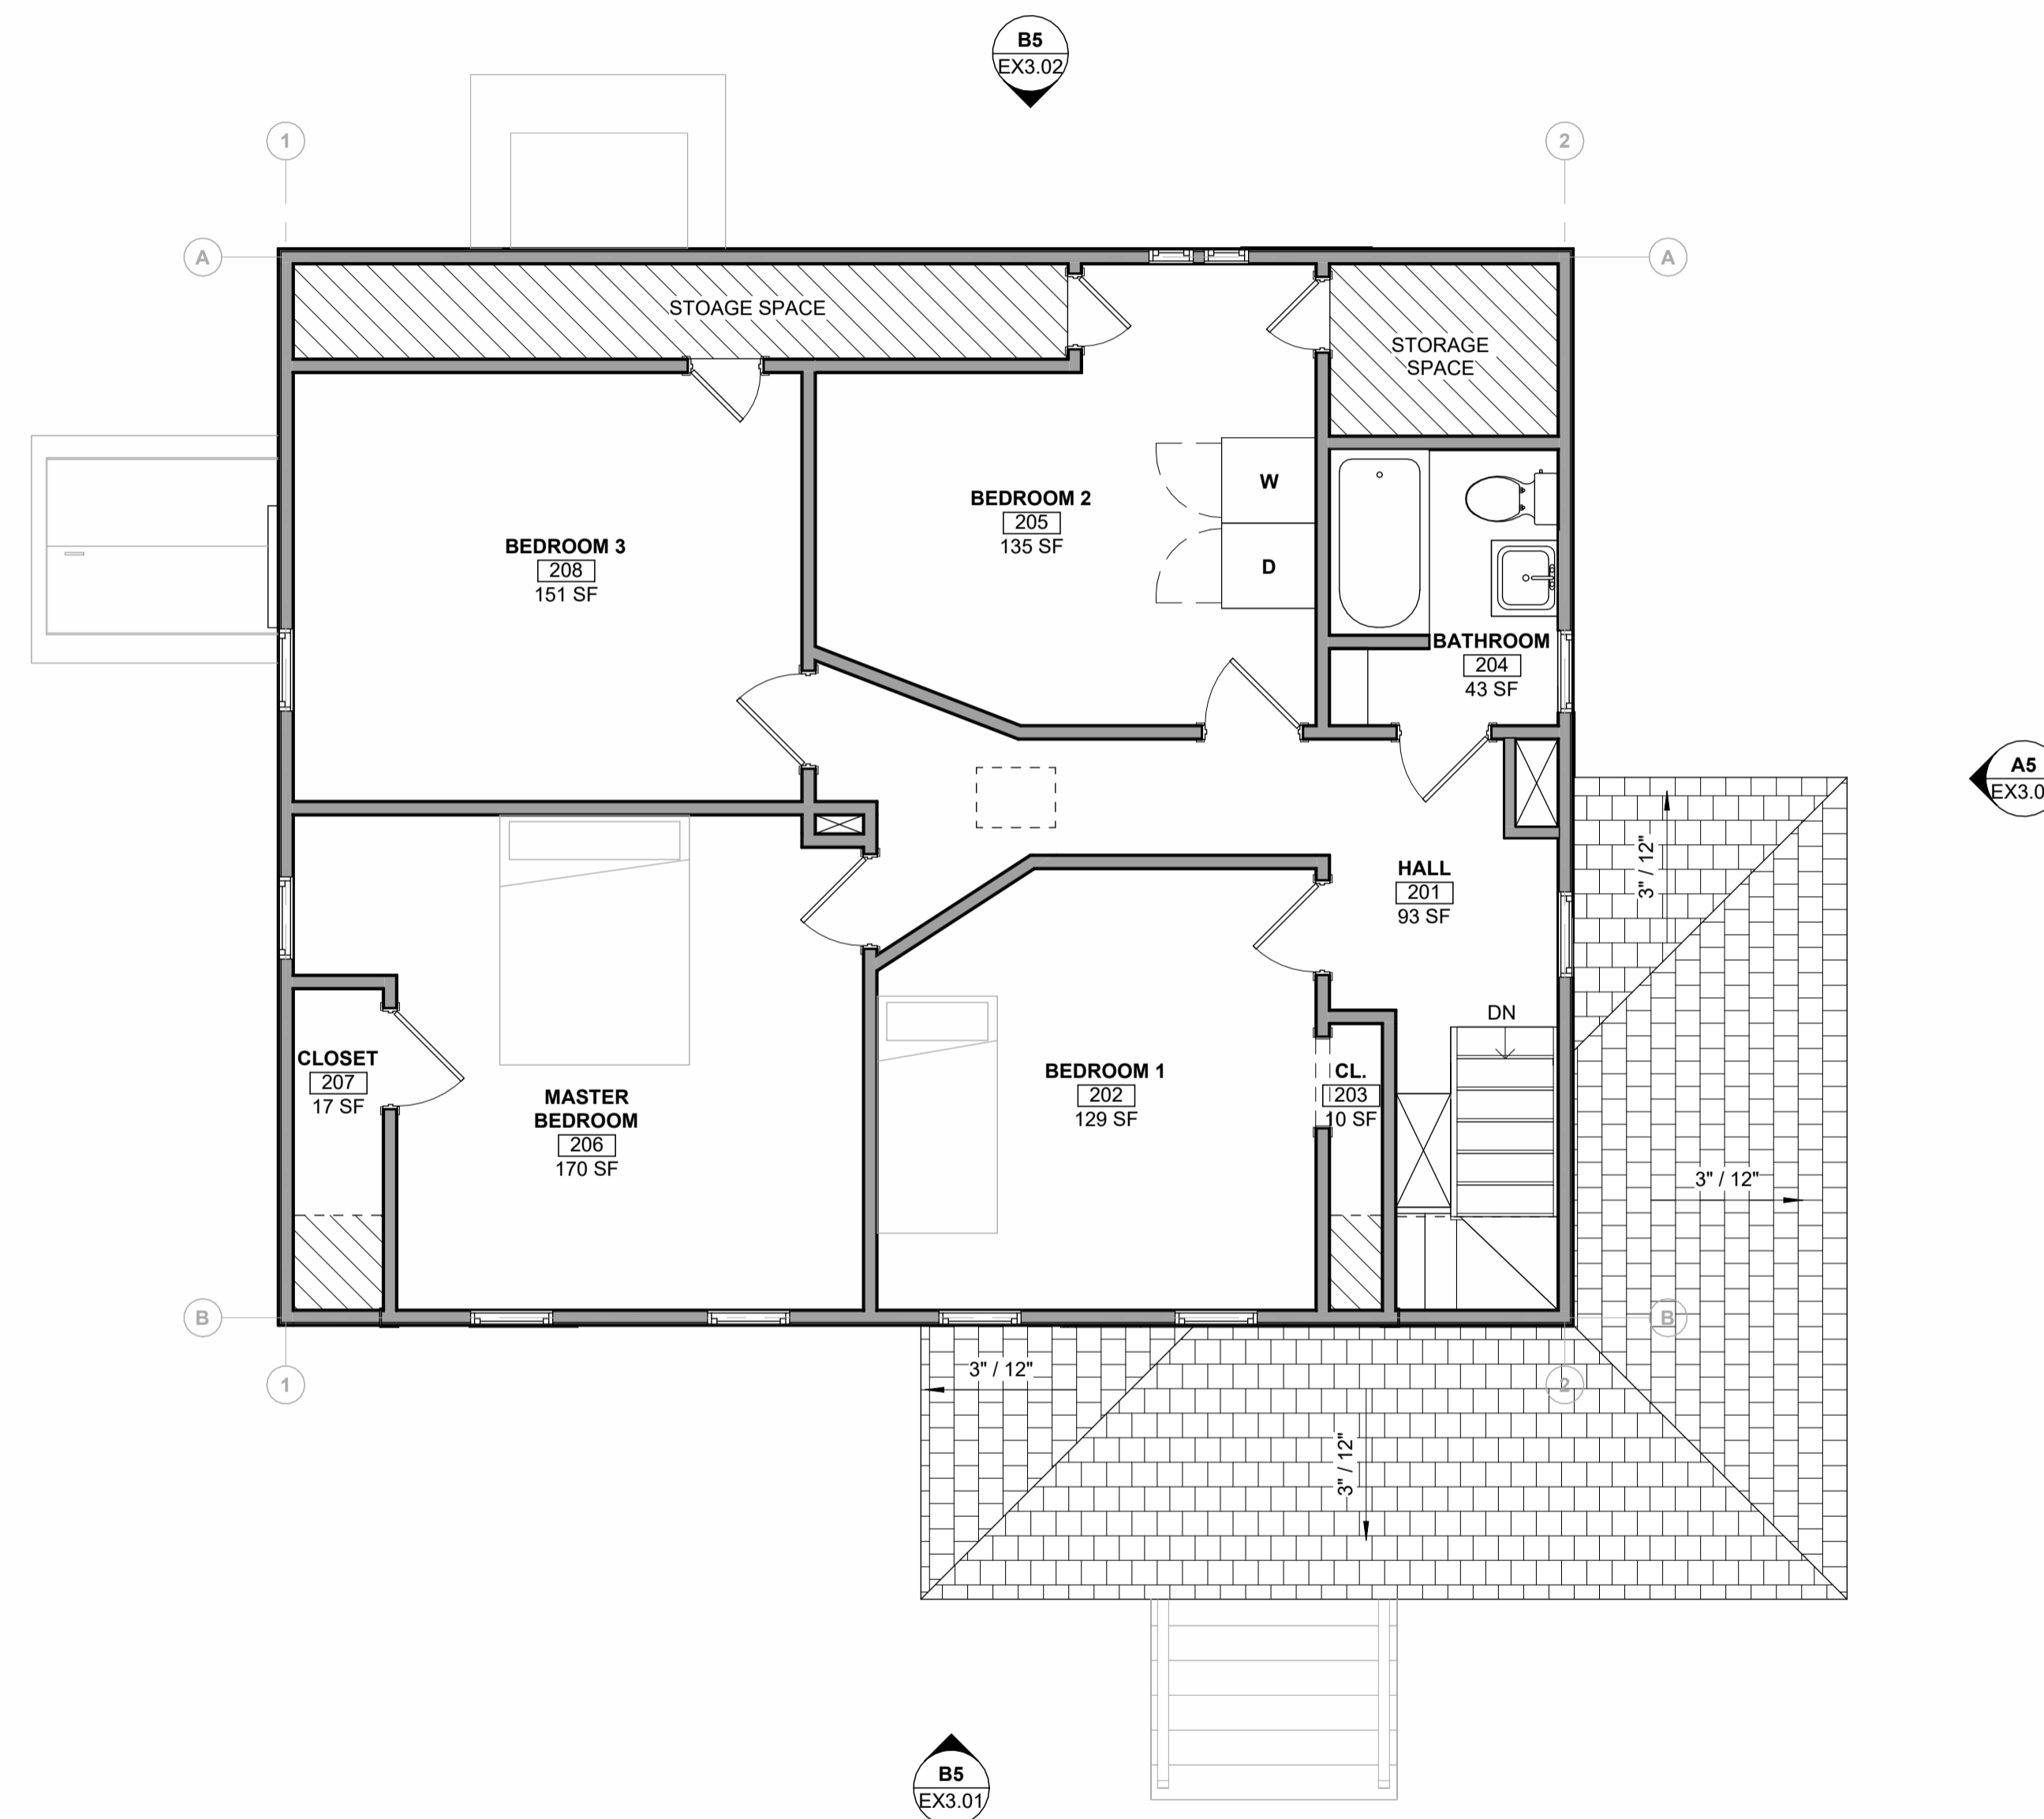 B5
EX3.02
1
2
A
A
STOAGE SPACE
STORAGE
SPACE
W
BEDROOM 2
205
135 SF
BEDROOM 3
208
151 SF
D
BATHROOM
204
43 SF
A5
EX3.0
3" / 12"
HALL
201
93 SF
DN
CLOSET
207
17 SF
MASTER
BEDROOM
206
170 SF
BEDROOM 1
202
129 SF
CL.
203
10 SF
3" / 12"
B
B
3" / 12"
1
2
3" / 12"
B5
EX3.01